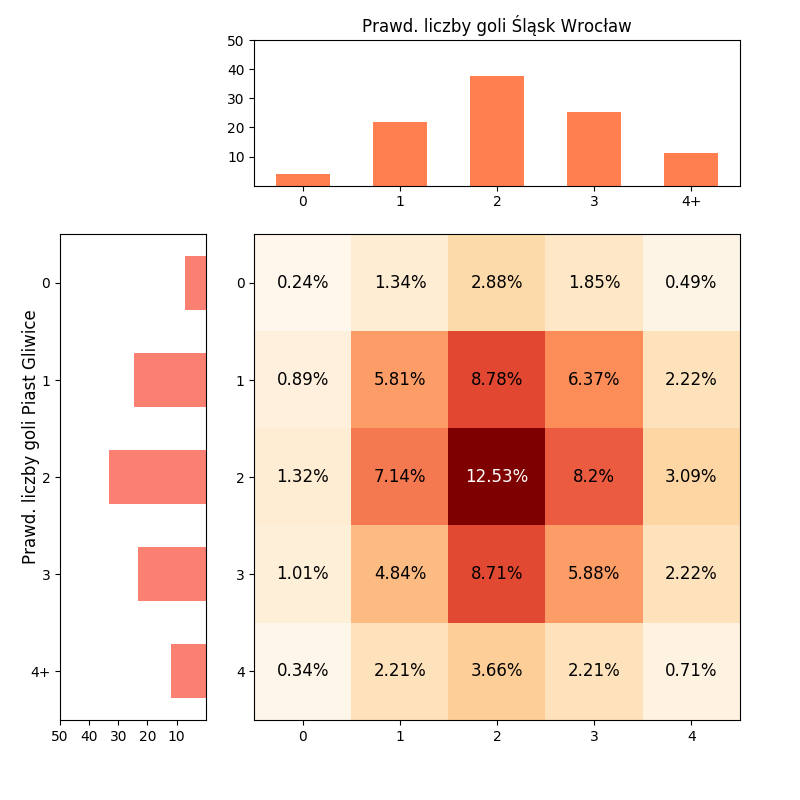 Prawd. liczby goli Śląsk Wrocław
50
40
30
20
10
0 1 2 3 4+
Prawd. liczby goli Piast Gliwice
0
1
2
3
4+
50 40 30 20 10
0 0.24% 1.34% 2.88% 1.85% 0.49%
1 0.89% 5.81% 8.78% 6.37% 2.22%
2 1.32% 7.14% 12.53% 8.2% 3.09%
3 1.01% 4.84% 8.71% 5.88% 2.22%
4 0.34% 2.21% 3.66% 2.21% 0.71%
0 1 2 3 4